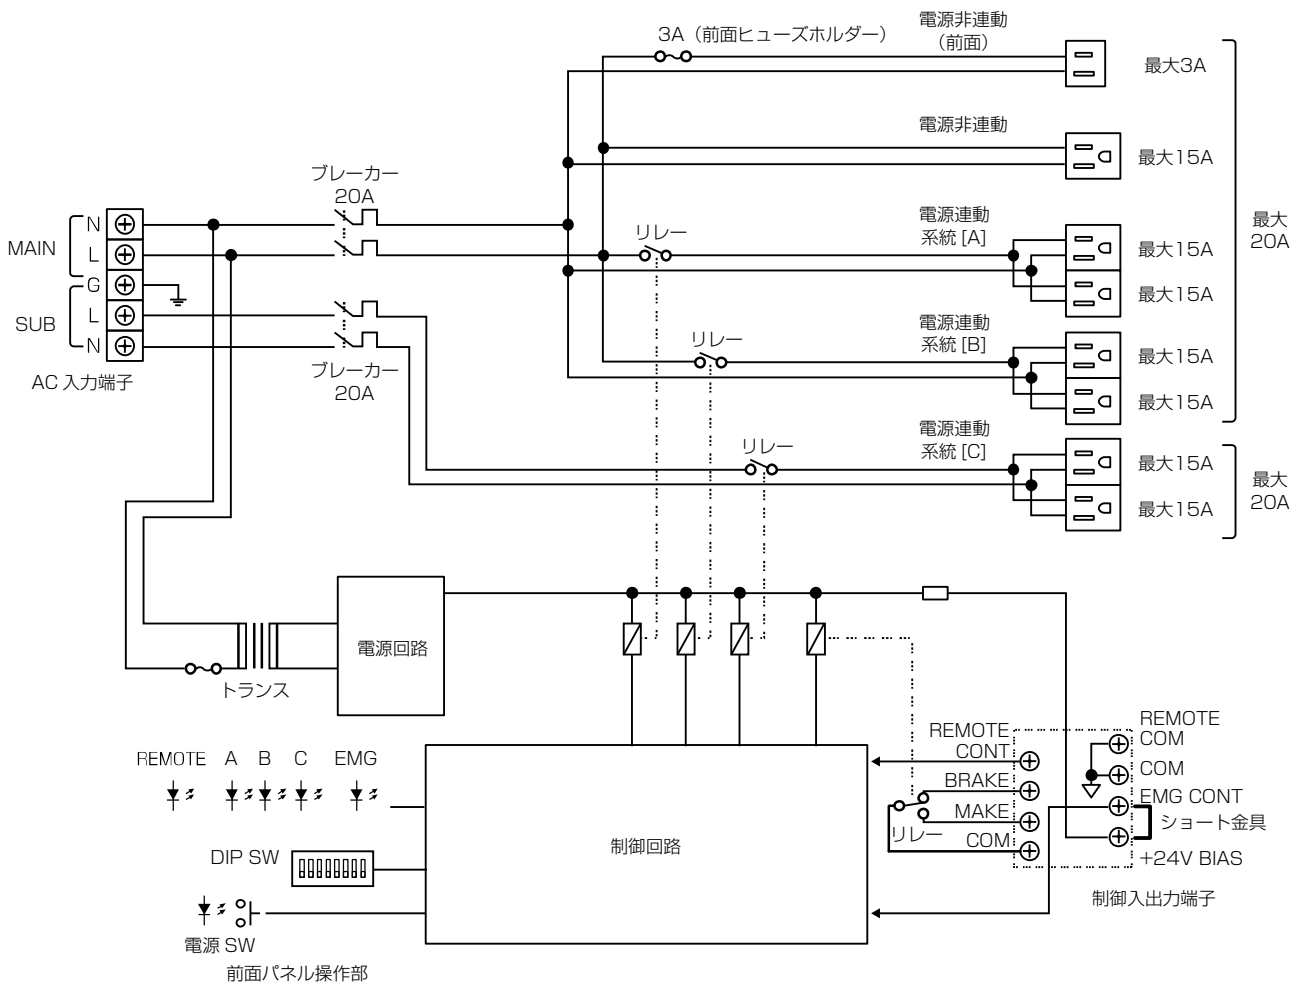 電源非連動
（前面）
3A（前面ヒューズホルダー）
最大3A
電源非連動
最大15A
ブレーカー
20A
MAIN
N
L
G
SUB
L
N
AC 入力端子
ブレーカー
20A
リレー
電源連動
系統 [A]
最大15A
最大15A
最大
20A
リレー
電源連動
系統 [B]
最大15A
最大15A
リレー
電源連動
系統 [C]
最大15A
最大15A
最大
20A
電源回路
トランス
REMOTE A B C EMG
DIP SW
電源 SW
前面パネル操作部
制御回路
リレー
REMOTE
CONT
BRAKE
MAKE
COM
REMOTE
COM
COM
EMG CONT
ショート金具
+24V BIAS
制御入出力端子